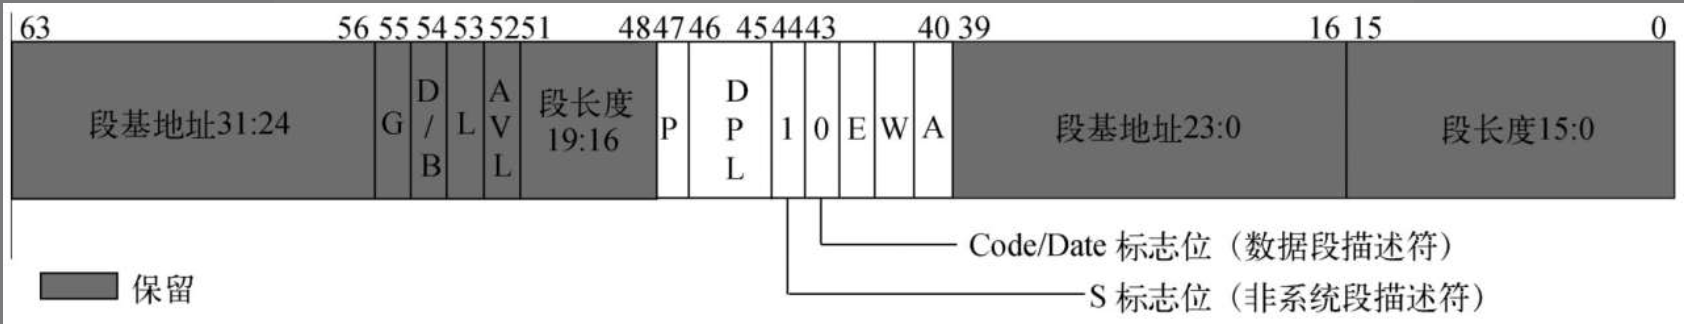 63 56 55 54 53 52 51 48 47 46 45 44 43 40 39 16 15 0
段基地址31:24 G D/B L AVL 段长度19:16 P DPL 1 0 E W A 段基地址23:0 段长度15:0
Code/Date 标志位（数据段描述符）
保留
S 标志位（非系统段描述符）